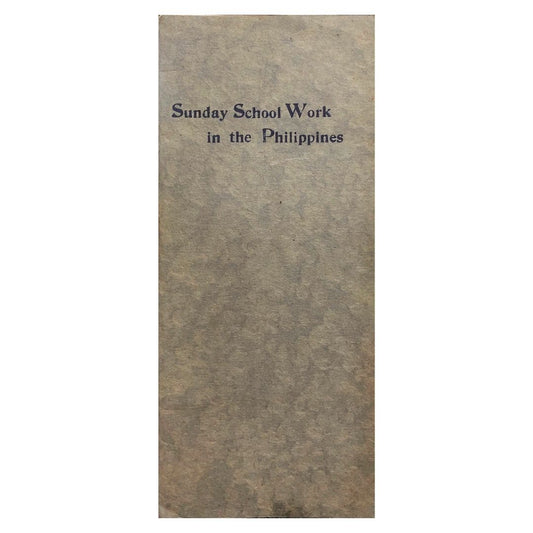 Sunday School Work
in the Philippines